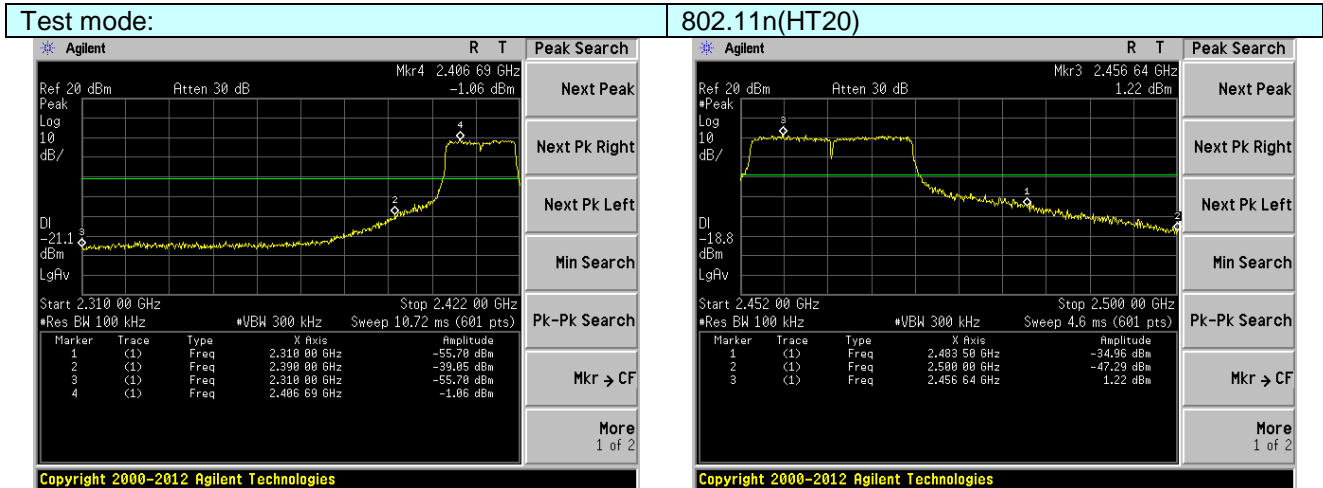 Test mode: 802.11n(HT20)
Agilent R T
Mkr4 2.406 69 GHz
Ref 20 dBm Atten 30 dB -1.06 dBm
Peak
Log
10
dB/
4
2
3
DI
-21.1
dBm
LgAv
Start 2.310 00 GHz Stop 2.422 00 GHz
#Res BW 100 kHz #VBW 300 kHz Sweep 10.72 ms (601 pts)
Marker Trace Type X Axis Amplitude
1 (1) Freq 2.310 00 GHz -55.70 dBm
2 (1) Freq 2.390 00 GHz -39.05 dBm
3 (1) Freq 2.310 00 GHz -55.70 dBm
4 (1) Freq 2.406 69 GHz -1.06 dBm
Copyright 2000-2012 Agilent Technologies
Peak Search
Next Peak
Next Pk Right
Next Pk Left
Min Search
Pk-Pk Search
Mkr → CF
More
1 of 2
Agilent R T
Mkr3 2.456 64 GHz
Ref 20 dBm Atten 30 dB 1.22 dBm
#Peak
Log
10
dB/
3
1
2
DI
-18.8
dBm
LgAv
Start 2.452 00 GHz Stop 2.500 00 GHz
#Res BW 100 kHz #VBW 300 kHz Sweep 4.6 ms (601 pts)
Marker Trace Type X Axis Amplitude
1 (1) Freq 2.483 50 GHz -34.96 dBm
2 (1) Freq 2.500 00 GHz -47.29 dBm
3 (1) Freq 2.456 64 GHz 1.22 dBm
Copyright 2000-2012 Agilent Technologies
Peak Search
Next Peak
Next Pk Right
Next Pk Left
Min Search
Pk-Pk Search
Mkr → CF
More
1 of 2